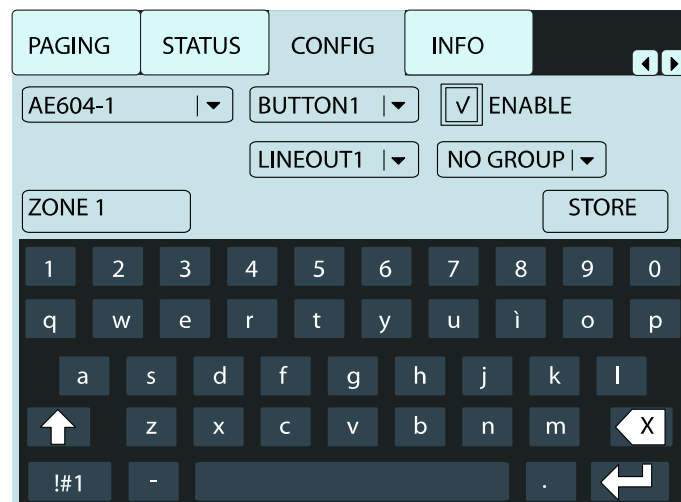 PAGING STATUS CONFIG INFO
AE604-1 BUTTON1 √ ENABLE
LINEOUT1 NO GROUP
ZONE 1 STORE
1 2 3 4 5 6 7 8 9 0
q w e r t y u ì o p
a s d f g h j k l
z x c v b n m X
!#1 - .